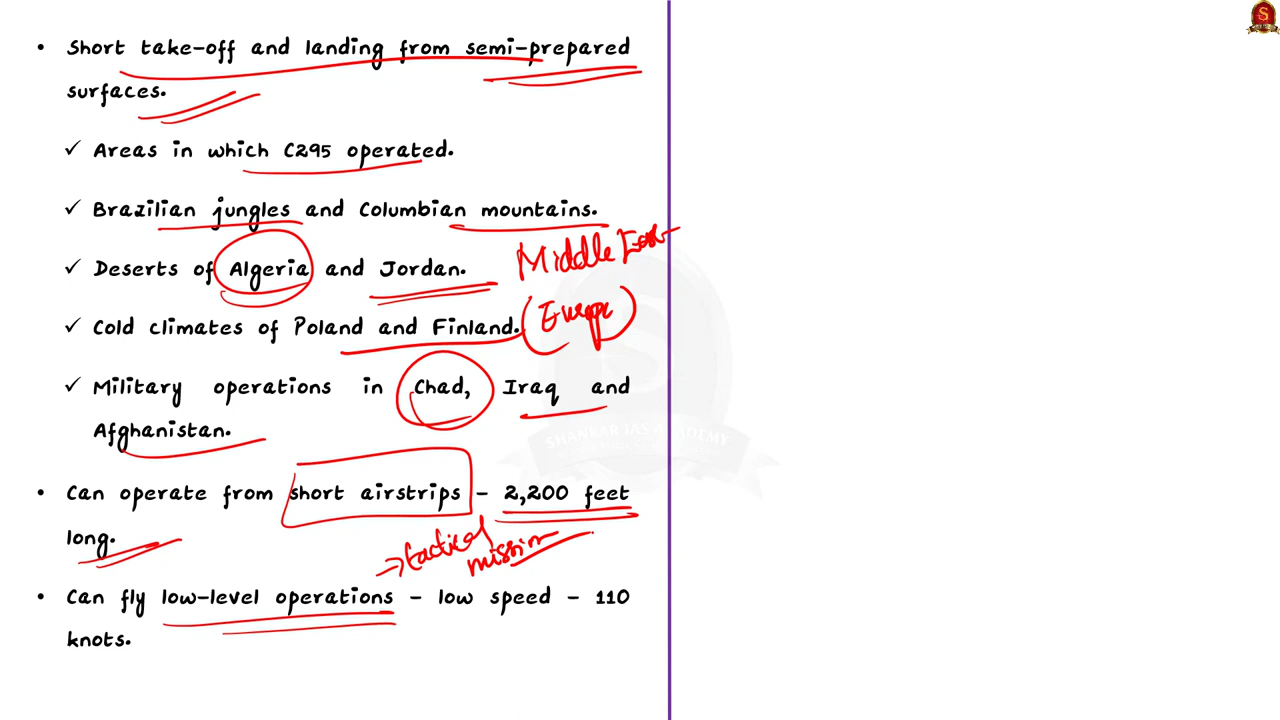 • Short take-off and landing from semi-prepared
surfaces.
✓ Areas in which C295 operated.
✓ Brazilian jungles and Columbian mountains.
Middle East
✓ Deserts of Algeria and Jordan.
(Europe)
✓ Cold climates of Poland and Finland.
✓ Military operations in Chad, Iraq and
Afghanistan.
SHANKAR IAS ACADEMY
• Can operate from short airstrips - 2,200 feet
long.
→ tactical
mission
• Can fly low-level operations - low speed - 110
knots.